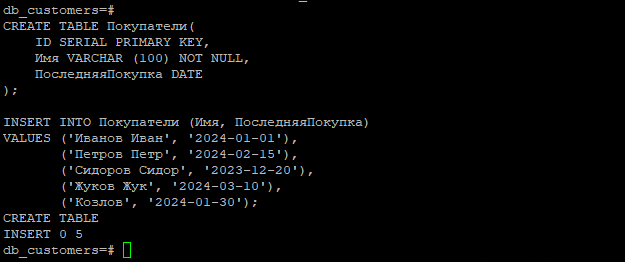 db_customers=#
CREATE TABLE Покупатели(
    ID SERIAL PRIMARY KEY,
    Имя VARCHAR (100) NOT NULL,
    ПоследняяПокупка DATE
);

INSERT INTO Покупатели (Имя, ПоследняяПокупка)
VALUES ('Иванов Иван', '2024-01-01'),
       ('Петров Петр', '2024-02-15'),
       ('Сидоров Сидор', '2023-12-20'),
       ('Жуков Жук', '2024-03-10'),
       ('Козлов', '2024-01-30');
CREATE TABLE
INSERT 0 5
db_customers=#